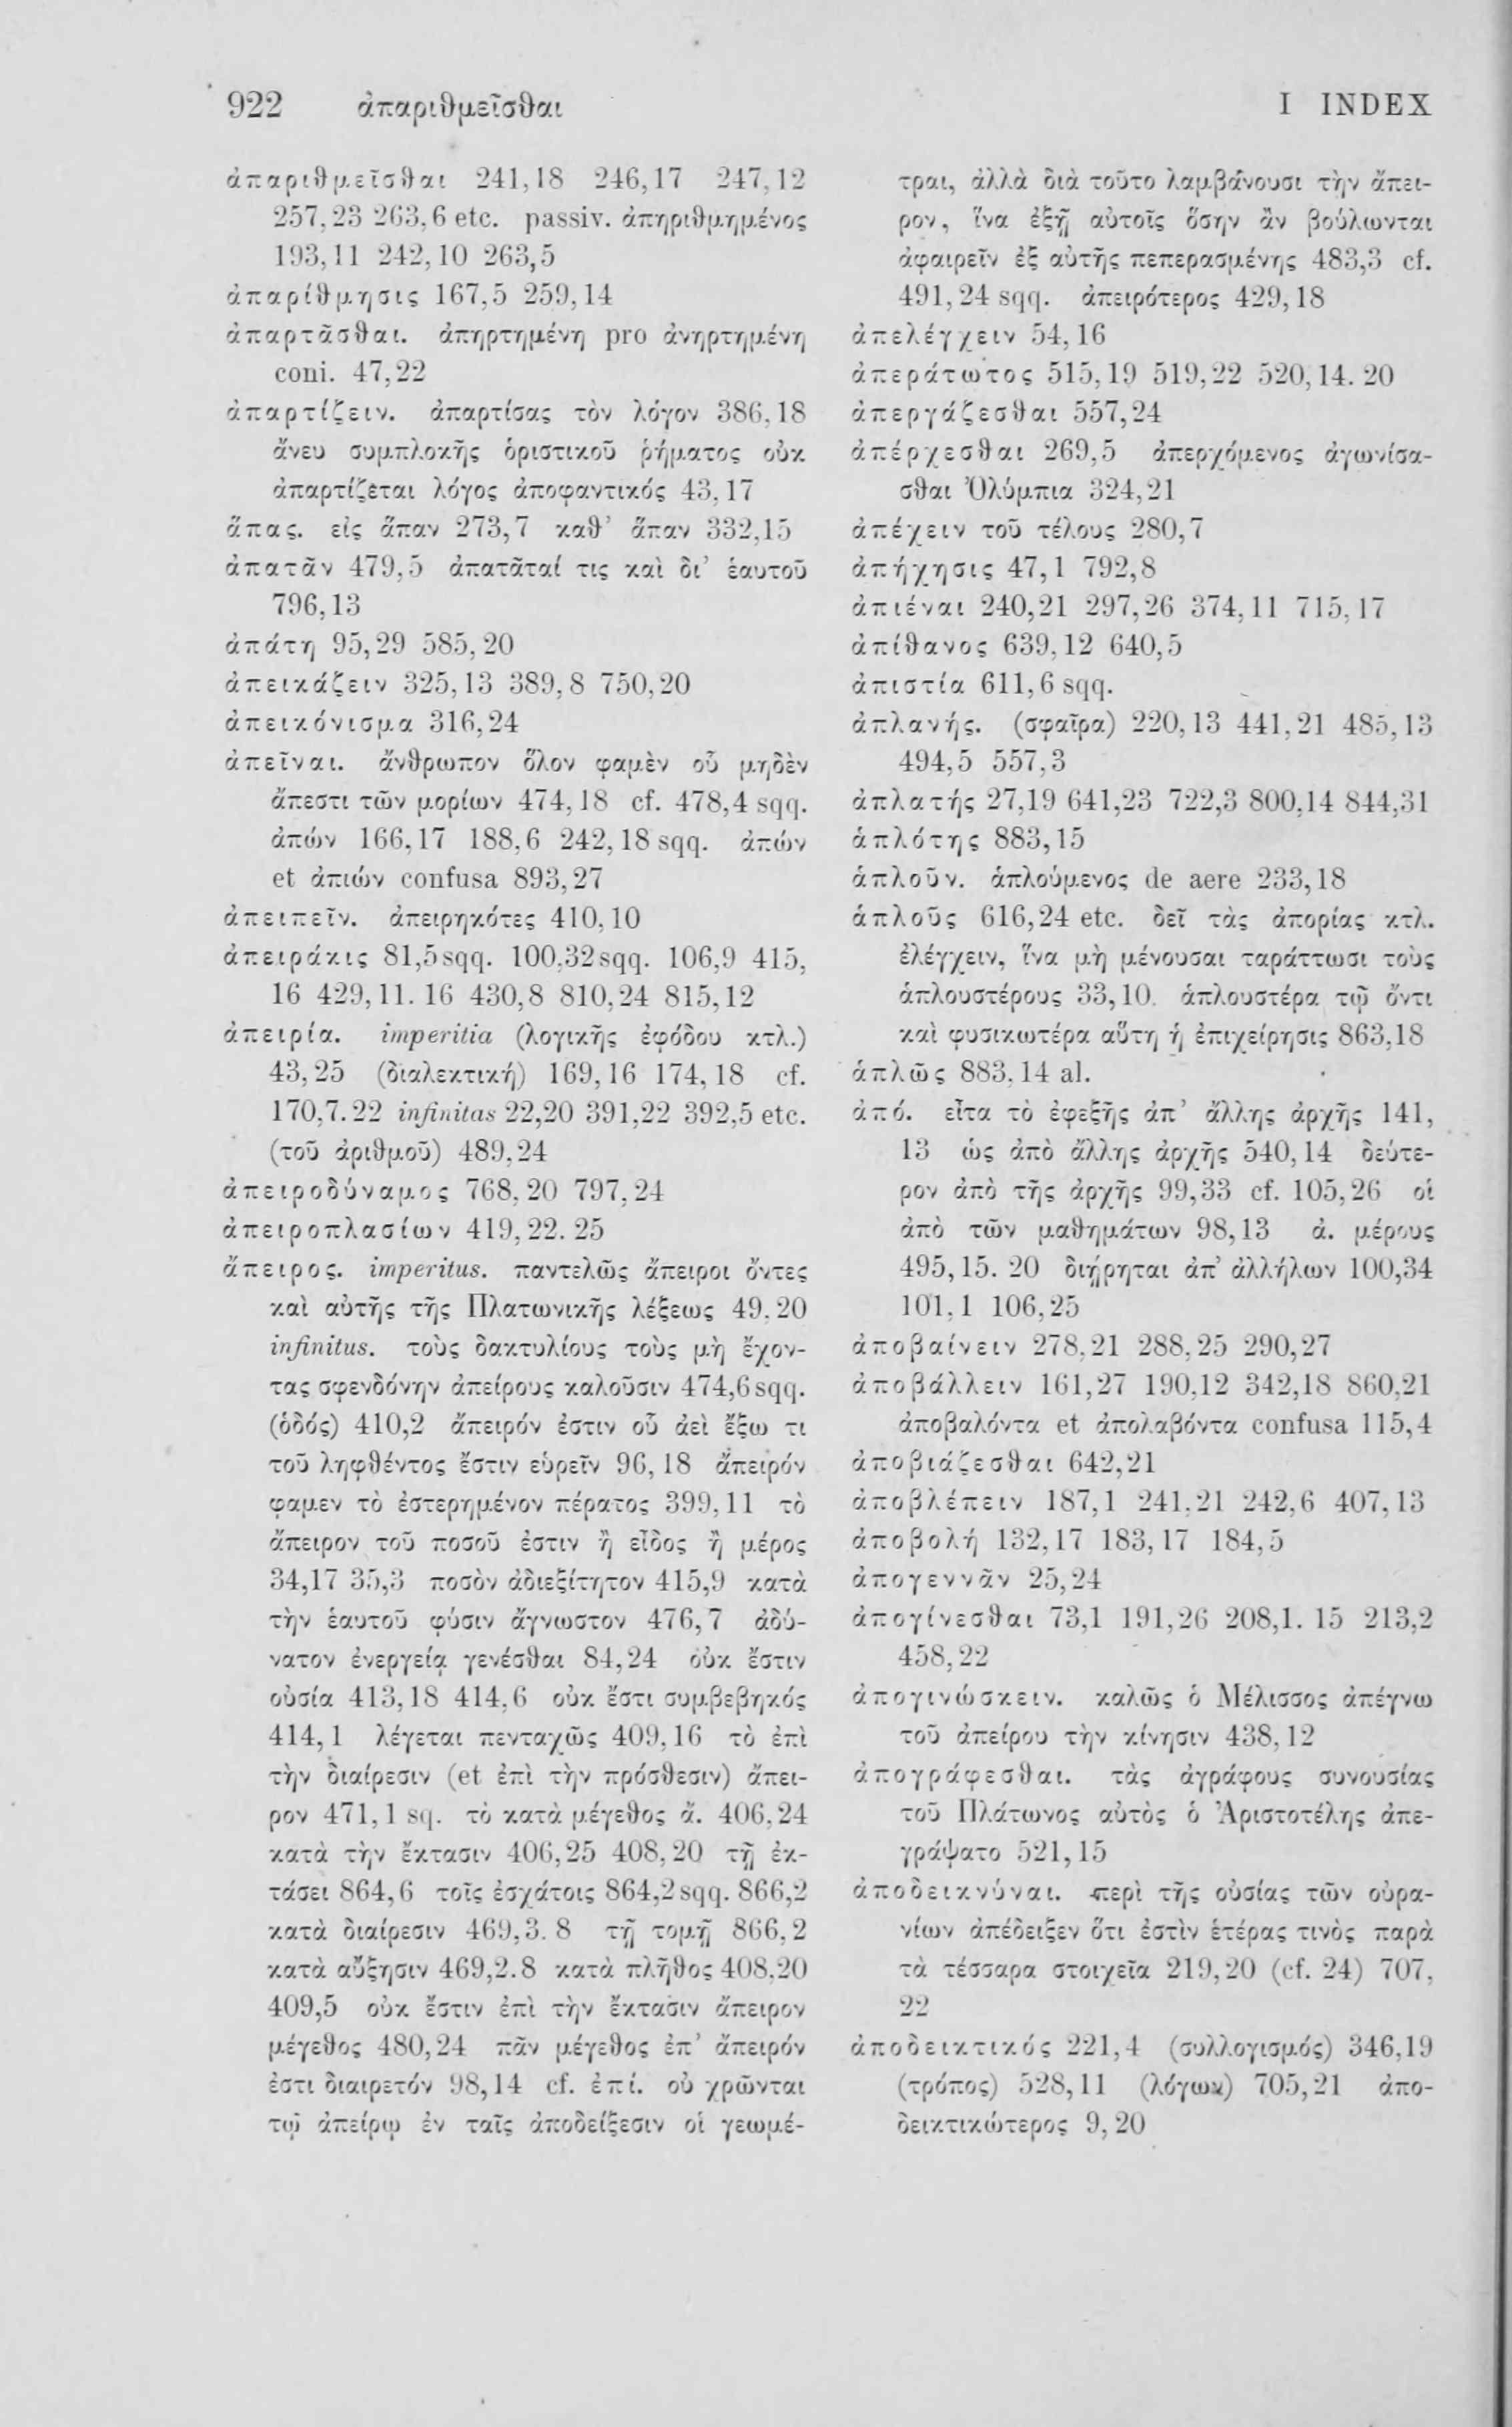 922 ἀπαριθμεῖσθαι I INDEX
ἀπαριθμεῖσθαι 241,18 246,17 247,12
257,23 263,6 etc. passiv. ἀπηριθμημένος
193,11 242,10 263,5
ἀπαρίθμησις 167,5 259,14
ἀπαρτᾶσθαι. ἀπηρτημένη pro ἀνηρτημένη
coni. 47,22
ἀπαρτίζειν. ἀπαρτίσας τὸν λόγον 386,18
ἄνευ συμπλοκῆς ὁριστικοῦ ῥήματος οὐκ
ἀπαρτίζεται λόγος ἀποφαντικός 43,17
ἅπας. εἰς ἅπαν 273,7 καθ’ ἅπαν 332,15
ἀπατᾶν 479,5 ἀπατᾶταί τις καὶ δι’ ἑαυτοῦ
796,13
ἀπάτη 95,29 585,20
ἀπεικάζειν 325,13 389,8 750,20
ἀπεικόνισμα 316,24
ἀπεῖναι. ἄνθρωπον ὅλον φαμὲν οὗ μηδὲν
ἄπεστι τῶν μορίων 474,18 cf. 478,4 sqq.
ἀπών 166,17 188,6 242,18 sqq. ἀπών
et ἀπιών confusa 893,27
ἀπειπεῖν. ἀπειρηκότες 410,10
ἀπειράκις 81,5 sqq. 100,32 sqq. 106,9 415,
16 429,11. 16 430,8 810,24 815,12
ἀπειρία. imperitia (λογικῆς ἐφόδου κτλ.)
43,25 (διαλεκτική) 169,16 174,18 cf.
170,7. 22 infinitas 22,20 391,22 392,5 etc.
(τοῦ ἀριθμοῦ) 489,24
ἀπειροδύναμος 768,20 797,24
ἀπειροπλασίων 419,22. 25
ἄπειρος. imperitus. παντελῶς ἄπειροι ὄντες
καὶ αὐτῆς τῆς Πλατωνικῆς λέξεως 49,20
infinitus. τοὺς δακτυλίους τοὺς μὴ ἔχον-
τας σφενδόνην ἀπείρους καλοῦσιν 474,6 sqq.
(ὁδός) 410,2 ἄπειρόν ἐστιν οὗ ἀεὶ ἔξω τι
τοῦ ληφθέντος ἔστιν εὑρεῖν 96,18 ἄπειρόν
φαμεν τὸ ἐστερημένον πέρατος 399,11 τὸ
ἄπειρον τοῦ ποσοῦ ἐστιν ἢ εἶδος ἢ μέρος
34,17 35,3 ποσὸν ἀδιεξίτητον 415,9 κατὰ
τὴν ἑαυτοῦ φύσιν ἄγνωστον 476,7 ἀδύ-
νατον ἐνεργείᾳ γενέσθαι 84,24 οὐκ ἔστιν
οὐσία 413,18 414,6 οὐκ ἔστι συμβεβηκός
414,1 λέγεται πενταχῶς 409,16 τὸ ἐπὶ
τὴν διαίρεσιν (et ἐπὶ τὴν πρόσθεσιν) ἄπει-
ρον 471,1 sq. τὸ κατὰ μέγεθος ἄ. 406,24
κατὰ τὴν ἔκτασιν 406,25 408,20 τῇ ἐκ-
τάσει 864,6 τοῖς ἐσχάτοις 864,2 sqq. 866,2
κατὰ διαίρεσιν 469,3. 8 τῇ τομῇ 866,2
κατὰ αὔξησιν 469,2. 8 κατὰ πλῆθος 408,20
409,5 οὐκ ἔστιν ἐπὶ τὴν ἔκτασιν ἄπειρον
μέγεθος 480,24 πᾶν μέγεθος ἐπ’ ἄπειρόν
ἐστι διαιρετόν 98,14 cf. ἐπί. οὐ χρῶνται
τῷ ἀπείρῳ ἐν ταῖς ἀποδείξεσιν οἱ γεωμέ-
τραι, ἀλλὰ διὰ τοῦτο λαμβάνουσι τὴν ἄπει-
ρον, ἵνα ἐξῇ αὐτοῖς ὅσην ἂν βούλωνται
ἀφαιρεῖν ἐξ αὐτῆς πεπερασμένης 483,3 cf.
491,24 sqq. ἀπειρότερος 429,18
ἀπελέγχειν 54,16
ἀπεράτωτος 515,19 519,22 520,14. 20
ἀπεργάζεσθαι 557,24
ἀπέρχεσθαι 269,5 ἀπερχόμενος ἀγωνίσα-
σθαι Ὀλύμπια 324,21
ἀπέχειν τοῦ τέλους 280,7
ἀπήχησις 47,1 792,8
ἀπιέναι 240,21 297,26 374,11 715,17
ἀπίθανος 639,12 640,5
ἀπιστία 611,6 sqq.
ἀπλανής. (σφαῖρα) 220,13 441,21 485,13
494,5 557,3
ἀπλατής 27,19 641,23 722,3 800,14 844,31
ἁπλότης 883,15
ἁπλοῦν. ἁπλούμενος de aere 233,18
ἁπλοῦς 616,24 etc. δεῖ τὰς ἀπορίας κτλ.
ἐλέγχειν, ἵνα μὴ μένουσαι ταράττωσι τοὺς
ἁπλουστέρους 33,10. ἁπλουστέρα τῷ ὄντι
καὶ φυσικωτέρα αὕτη ἡ ἐπιχείρησις 863,18
ἁπλῶς 883,14 al.
ἀπό. εἶτα τὸ ἐφεξῆς ἀπ’ ἄλλης ἀρχῆς 141,
13 ὡς ἀπὸ ἄλλης ἀρχῆς 540,14 δεύτε-
ρον ἀπὸ τῆς ἀρχῆς 99,33 cf. 105,26 οἱ
ἀπὸ τῶν μαθημάτων 98,13 ἀ. μέρους
495,15. 20 διῄρηται ἀπ’ ἀλλήλων 100,34
101,1 106,25
ἀποβαίνειν 278,21 288,25 290,27
ἀποβάλλειν 161,27 190,12 342,18 860,21
ἀποβαλόντα et ἀπολαβόντα confusa 115,4
ἀποβιάζεσθαι 642,21
ἀποβλέπειν 187,1 241,21 242,6 407,13
ἀποβολή 132,17 183,17 184,5
ἀπογεννᾶν 25,24
ἀπογίνεσθαι 73,1 191,26 208,1. 15 213,2
458,22
ἀπογινώσκειν. καλῶς ὁ Μέλισσος ἀπέγνω
τοῦ ἀπείρου τὴν κίνησιν 438,12
ἀπογράφεσθαι. τὰς ἀγράφους συνουσίας
τοῦ Πλάτωνος αὐτὸς ὁ Ἀριστοτέλης ἀπε-
γράψατο 521,15
ἀποδεικνύναι. περὶ τῆς οὐσίας τῶν οὐρα-
νίων ἀπέδειξεν ὅτι ἐστὶν ἑτέρας τινὸς παρὰ
τὰ τέσσαρα στοιχεῖα 219,20 (cf. 24) 707,
22
ἀποδεικτικός 221,4 (συλλογισμός) 346,19
(τρόπος) 528,11 (λόγων) 705,21 ἀπο-
δεικτικώτερος 9,20